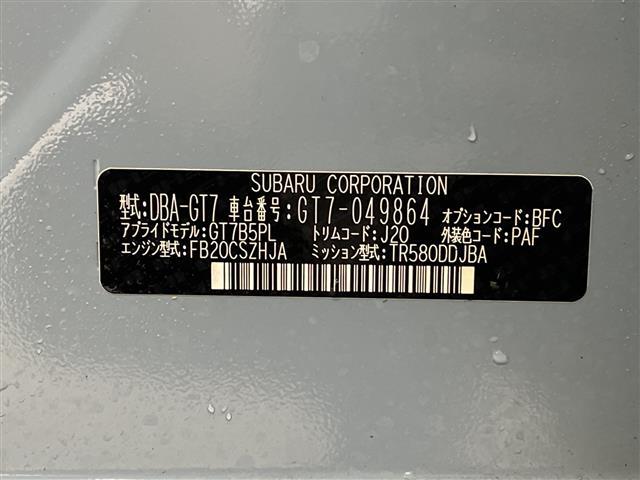 SUBARU CORPORATION
型式:DBA-GT7 車台番号:GT7-049864 オプションコード:BFC
アプライドモデル:GT7B5PL トリムコード:J20 外装色コード:PAF
エンジン型式:FB20CSZHJA ミッション型式:TR580DDJBA